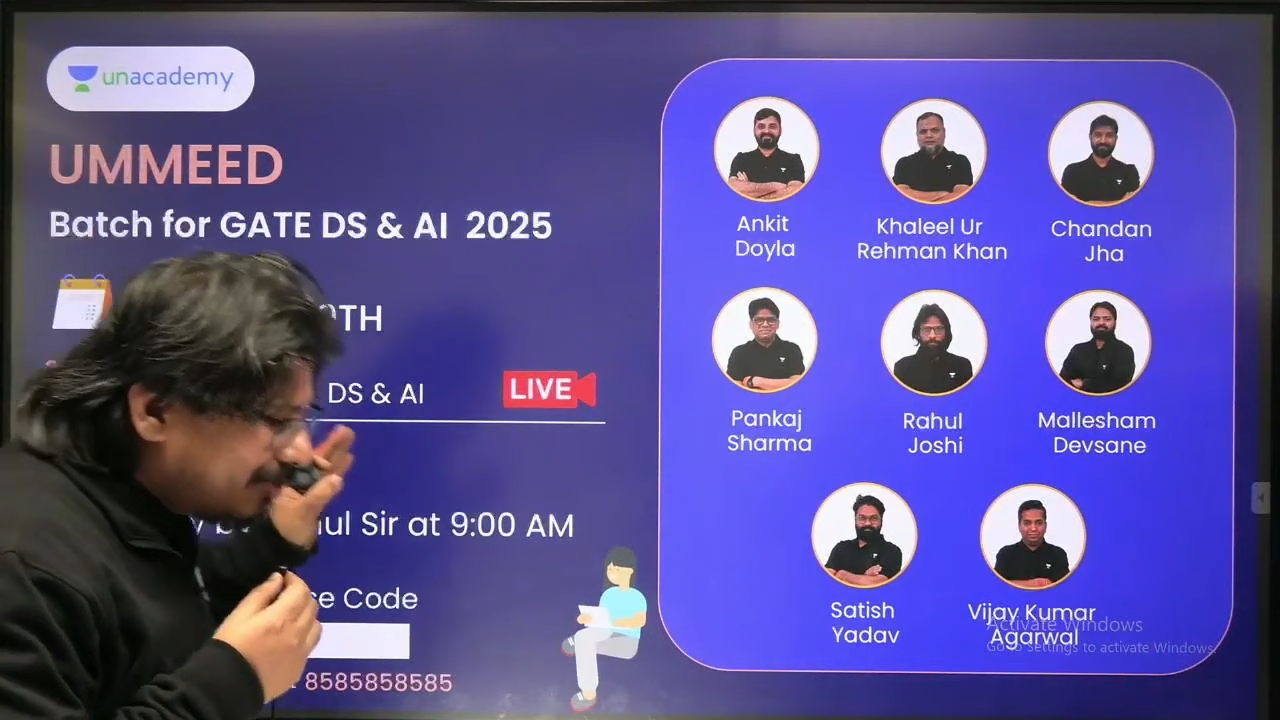 unacademy
UMMEED
Batch for GATE DS & AI 2025
TH
DS & AI
LIVE
Sir at 9:00 AM
Code
8585858585
Ankit
Doyla
Khaleel Ur
Rehman Khan
Chandan
Jha
Pankaj
Sharma
Rahul
Joshi
Mallesham
Devsane
Satish
Yadav
Vijay Kumar
Agarwal
Activate Windows
Go to Settings to activate Windows.